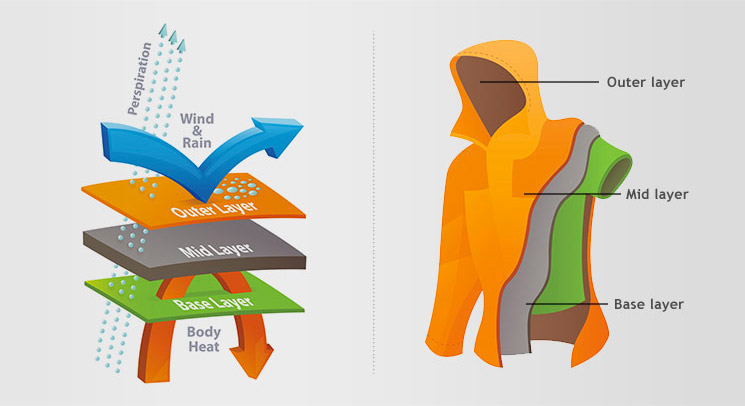 Perspiration
Wind
&
Rain
Outer Layer
Mid Layer
Base Layer
Body
Heat
Outer layer
Mid layer
Base layer